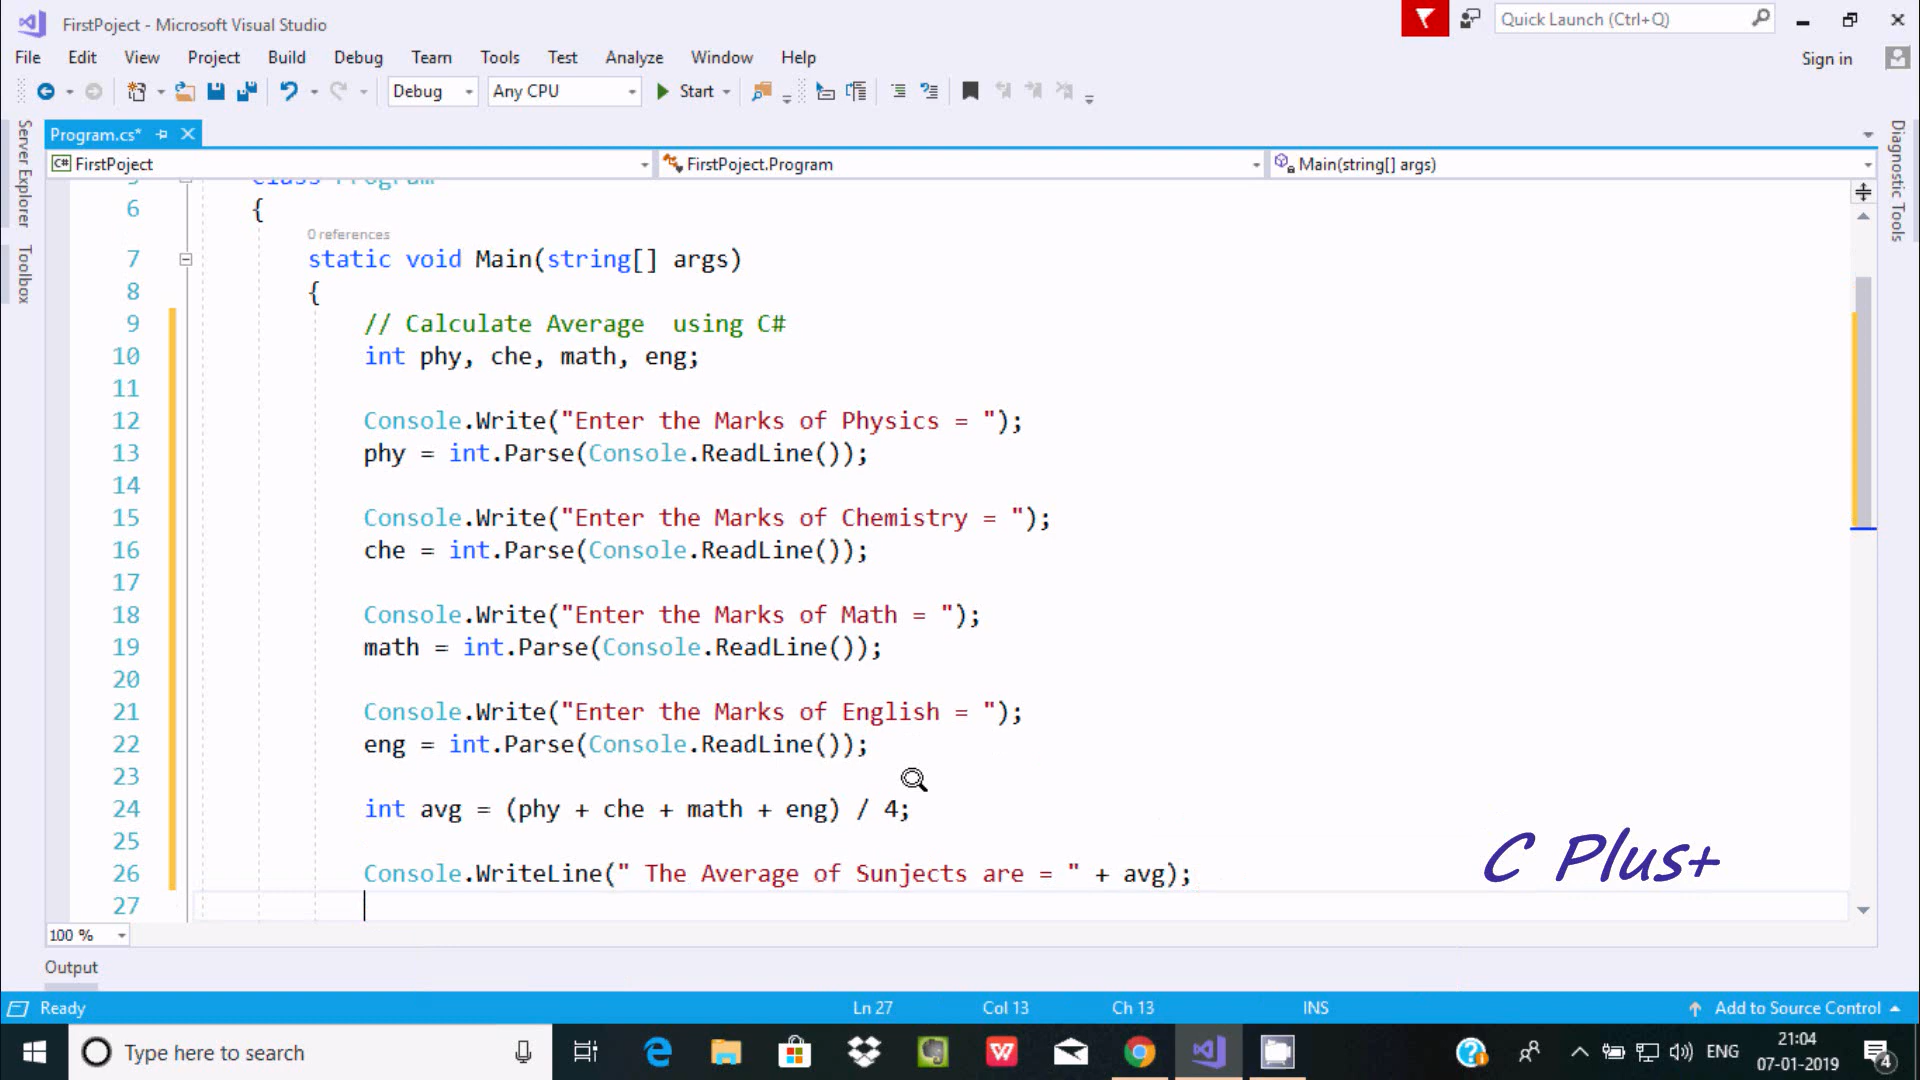 FirstPoject - Microsoft Visual Studio
Quick Launch (Ctrl+Q)
File Edit View Project Build Debug Team Tools Test Analyze Window Help
Sign in
Debug Any CPU Start
Server Explorer
Toolbox
Diagnostic Tools
Program.cs*
C# FirstPoject
FirstPoject.Program
Main(string[] args)
5 class Program
6 {
0 references
7 static void Main(string[] args)
8 {
9 // Calculate Average  using C#
10 int phy, che, math, eng;
11
12 Console.Write("Enter the Marks of Physics = ");
13 phy = int.Parse(Console.ReadLine());
14
15 Console.Write("Enter the Marks of Chemistry = ");
16 che = int.Parse(Console.ReadLine());
17
18 Console.Write("Enter the Marks of Math = ");
19 math = int.Parse(Console.ReadLine());
20
21 Console.Write("Enter the Marks of English = ");
22 eng = int.Parse(Console.ReadLine());
23
24 int avg = (phy + che + math + eng) / 4;
25
26 Console.WriteLine(" The Average of Sunjects are = " + avg);
27
C Plus+
100 %
Output
Ready Ln 27 Col 13 Ch 13 INS Add to Source Control
Type here to search
ENG
21:04
07-01-2019
4